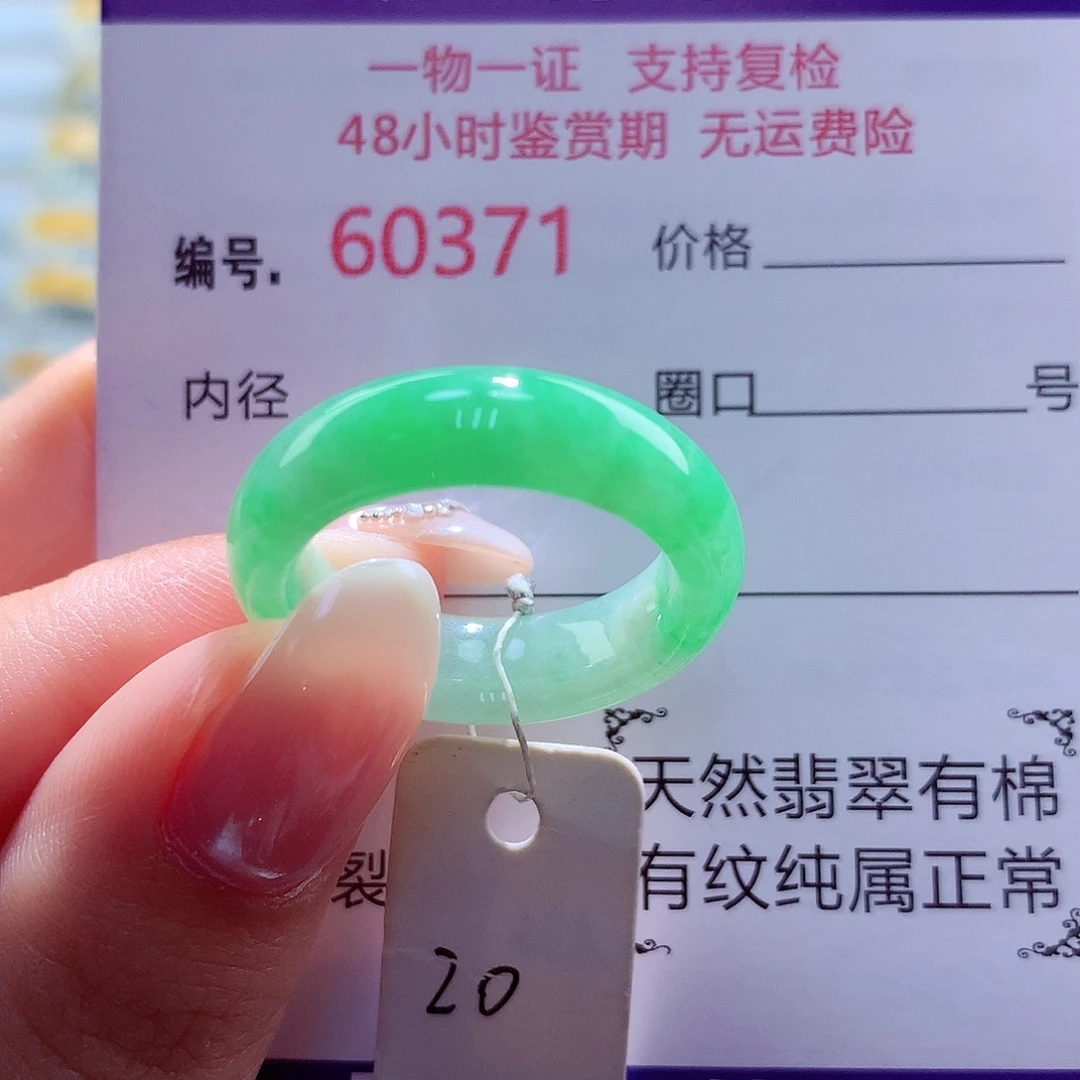 一物一证 支持复检
48小时鉴赏期 无运费险
编号. 60371 价格
内径 圈口 号
天然翡翠有棉
裂 有纹纯属正常
20